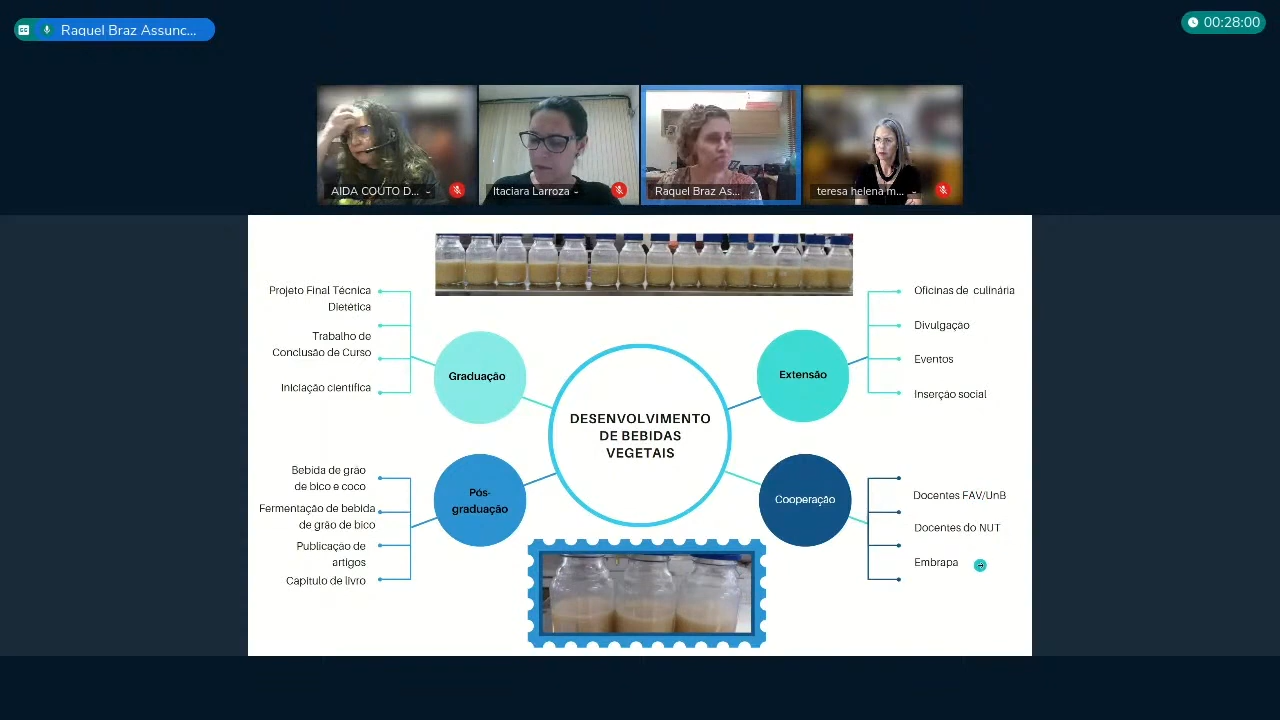 Raquel Braz Assunc...
00:28:00
AIDA COUTO D...
Itaciara Larroza
Raquel Braz As...
teresa helena m...
Projeto Final Técnica
Dietética
Trabalho de
Conclusão de Curso
Iniciação científica
Graduação
Bebida de grão
de bico e coco
Fermentação de bebida
de grão de bico
Publicação de
artigos
Capítulo de livro
Pós-
graduação
DESENVOLVIMENTO
DE BEBIDAS
VEGETAIS
Extensão
Oficinas de culinária
Divulgação
Eventos
Inserção social
Cooperação
Docentes FAV/UnB
Docentes do NUT
Embrapa